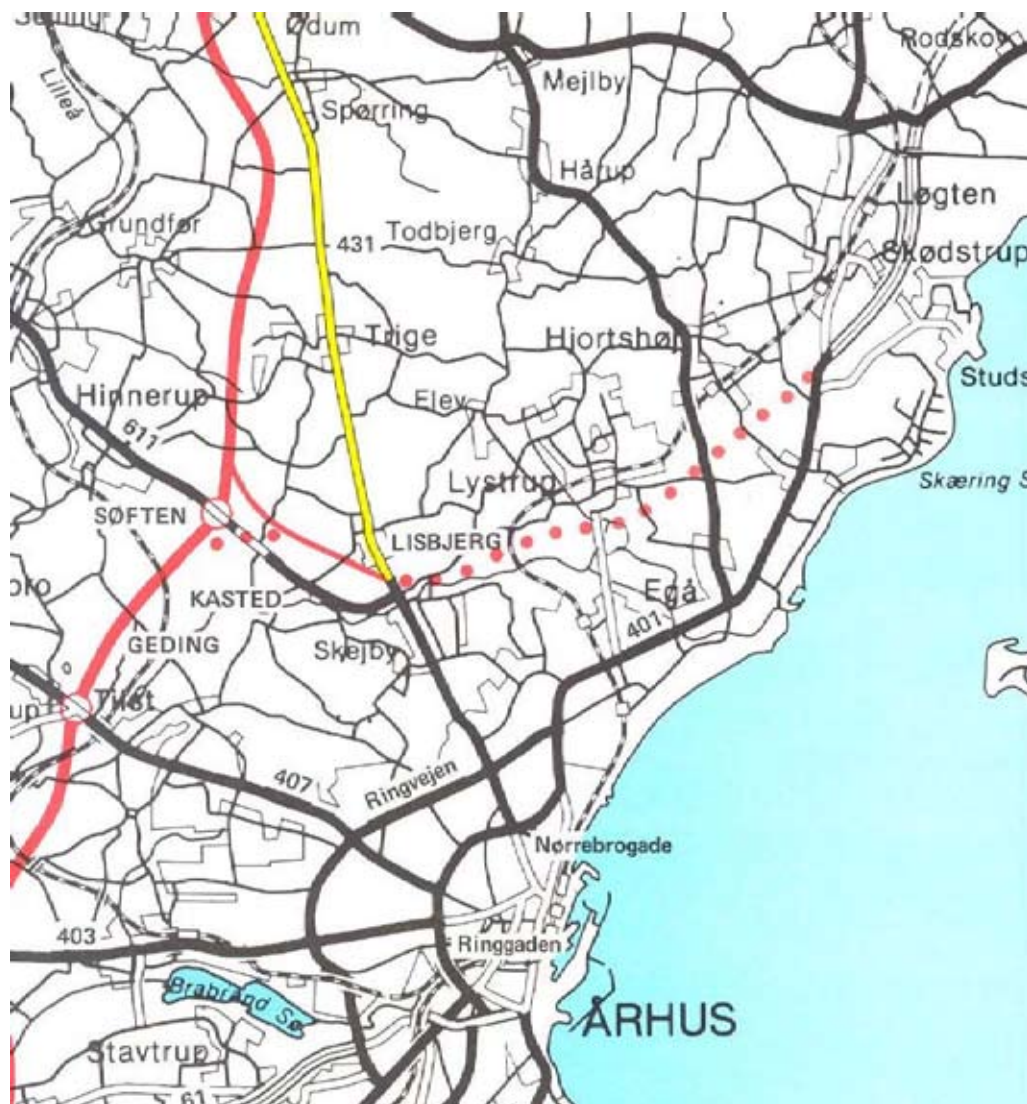 Ødum
Rodskov
Mejlby
Lilleå
Spørring
Hårup
Løgten
Grundfør
431
Todbjerg
Skødstrup
Trige
Hjortshøj
Hinnerup
Elev
Studs
611
Lystrup
Skæring S
SØFTEN
LISBJERG
KASTED
Egå
401
GEDING
Skejby
Tilst
407
Ringvejen
Nørrebrogade
403
Ringgaden
Brabrand Sø
ÅRHUS
Stavtrup
61